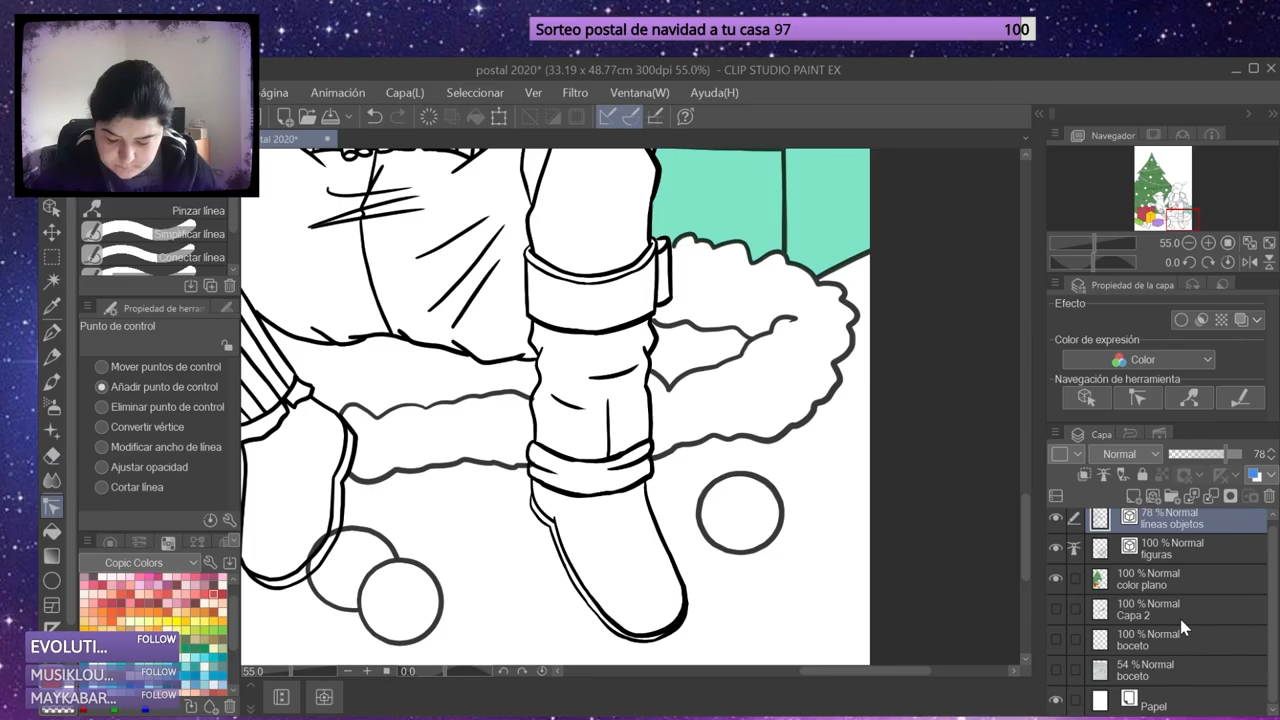 Sorteo postal de navidad a tu casa 97
100
postal 2020* (33.19 x 48.77cm 300dpi 55.0%) - CLIP STUDIO PAINT EX
Animación Capa(L) Seleccionar Ver Filtro Ventana(W) Ayuda(H)
Navegador
Pinzar línea
Simplificar línea
Conectar línea
55.0
0.0
Propiedad de la capa
Propiedad de herrar
Efecto
Punto de control
Color de expresión
Color
Mover puntos de control
Navegación de herramienta
Añadir punto de control
Eliminar punto de control
Convertir vértice
Capa
Modificar ancho de línea
Normal 78
Ajustar opacidad
Cortar línea
78 % Normal
líneas objetos
100 % Normal
figuras
Copic Colors
100 % Normal
color plano
100 % Normal
Capa 2
100 % Normal
boceto
EVOLUTI... FOLLOW
54 % Normal
boceto
MUSIKLOU... FOLLOW
55.0
MAYKABAR... FOLLOW
Papel